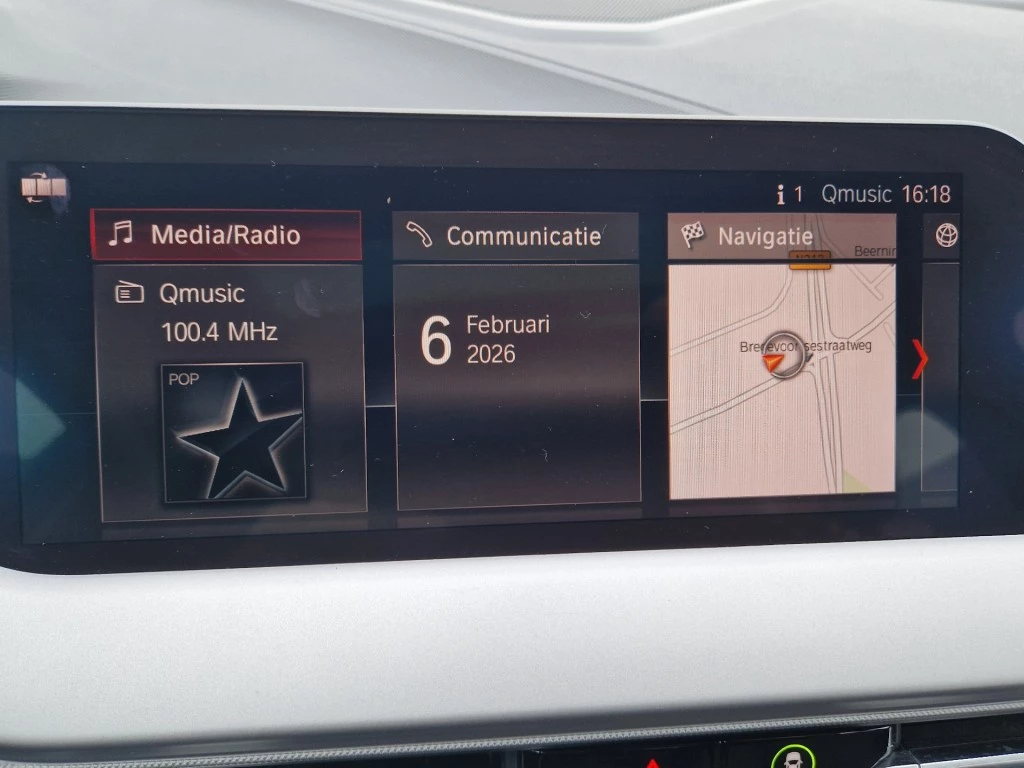 i 1 Qmusic 16:18
Media/Radio
Communicatie
Navigatie
Qmusic
100.4 MHz
POP
6
Februari
2026